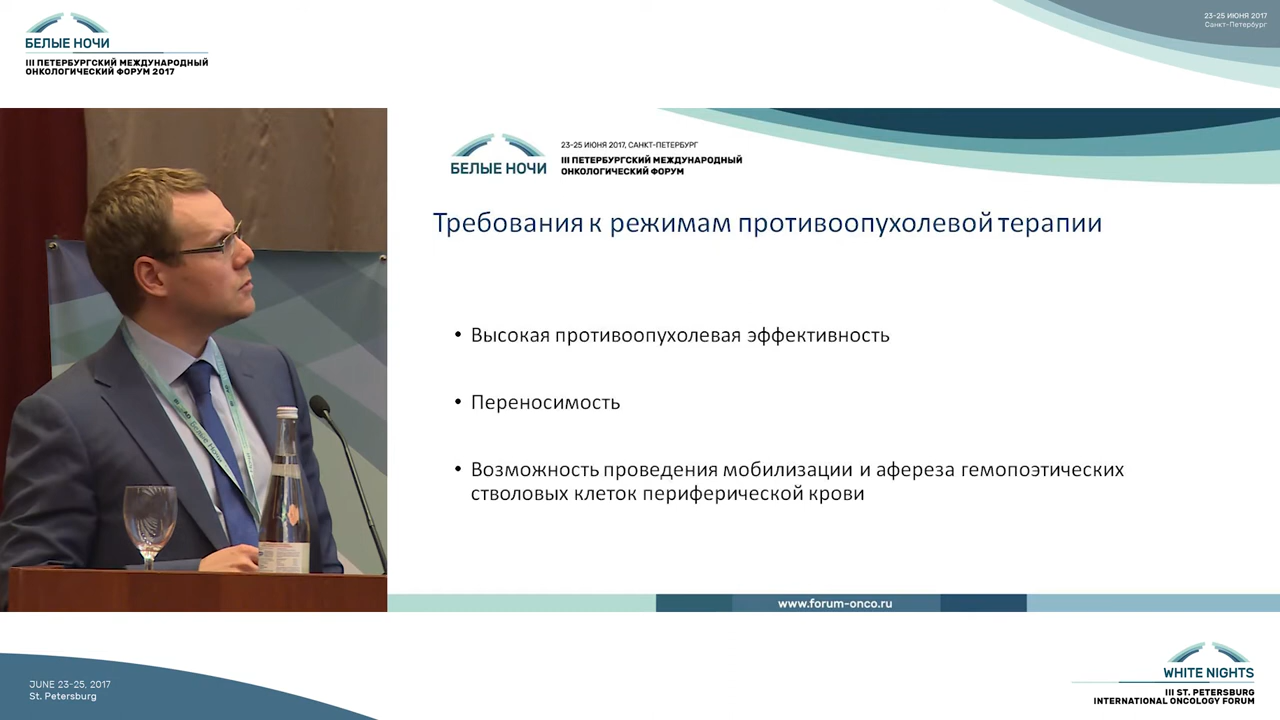 БЕЛЫЕ НОЧИ
III ПЕТЕРБУРГСКИЙ МЕЖДУНАРОДНЫЙ
ОНКОЛОГИЧЕСКИЙ ФОРУМ 2017
23-25 ИЮНЯ 2017
Санкт-Петербург
БЕЛЫЕ НОЧИ
23-25 ИЮНЯ 2017, САНКТ-ПЕТЕРБУРГ
III ПЕТЕРБУРГСКИЙ МЕЖДУНАРОДНЫЙ
ОНКОЛОГИЧЕСКИЙ ФОРУМ
Требования к режимам противоопухолевой терапии
• Высокая противоопухолевая эффективность
• Переносимость
• Возможность проведения мобилизации и афереза гемопоэтических
стволовых клеток периферической крови
www.forum-onco.ru
JUNE 23-25, 2017
St. Petersburg
WHITE NIGHTS
III ST. PETERSBURG
INTERNATIONAL ONCOLOGY FORUM